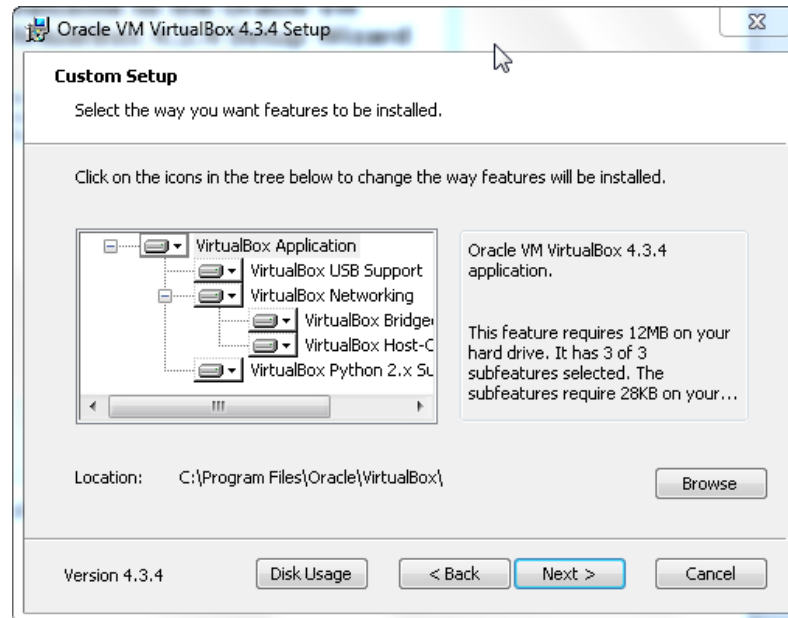 Oracle VM VirtualBox 4.3.4 Setup
Custom Setup
Select the way you want features to be installed.
Click on the icons in the tree below to change the way features will be installed.
VirtualBox Application
VirtualBox USB Support
VirtualBox Networking
VirtualBox Bridge
VirtualBox Host-C
VirtualBox Python 2.x Su
Oracle VM VirtualBox 4.3.4
application.
This feature requires 12MB on your
hard drive. It has 3 of 3
subfeatures selected. The
subfeatures require 28KB on your...
Location: C:\Program Files\Oracle\VirtualBox\
Browse
Version 4.3.4
Disk Usage
< Back
Next >
Cancel